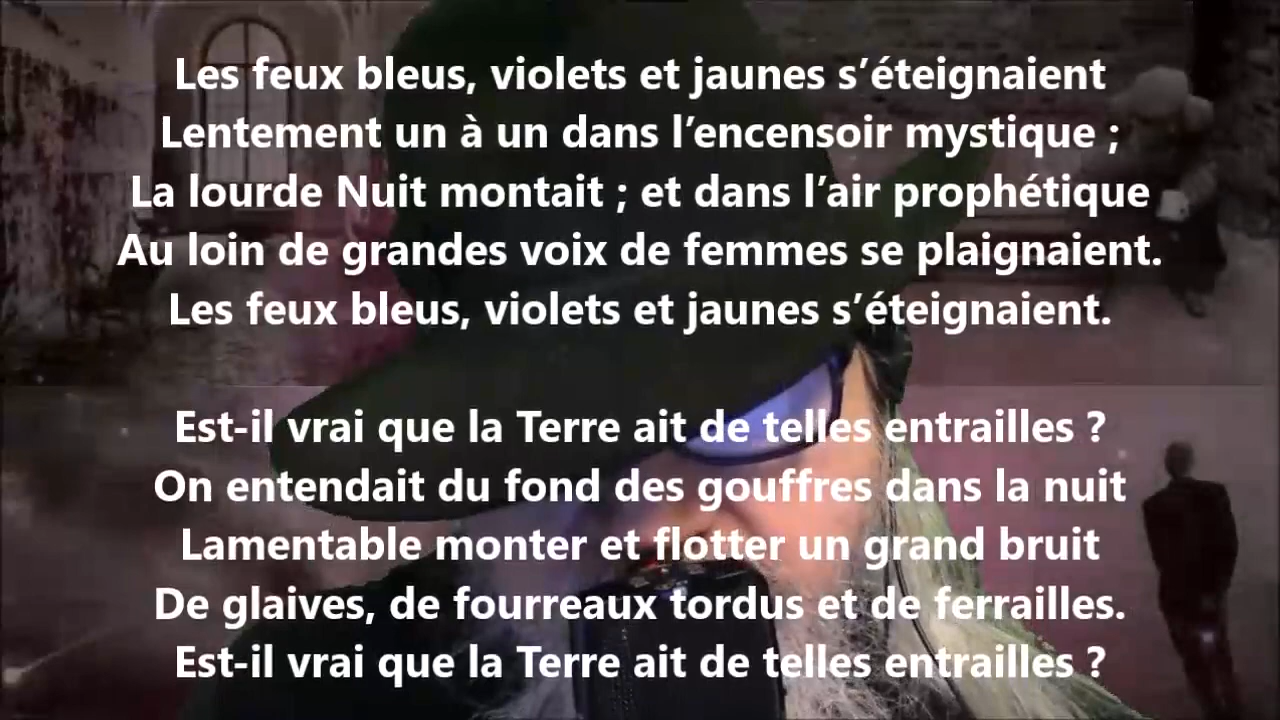 Les feux bleus, violets et jaunes s’éteignaient
Lentement un à un dans l’encensoir mystique ;
La lourde Nuit montait ; et dans l’air prophétique
Au loin de grandes voix de femmes se plaignaient.
Les feux bleus, violets et jaunes s’éteignaient.
Est-il vrai que la Terre ait de telles entrailles ?
On entendait du fond des gouffres dans la nuit
Lamentable monter et flotter un grand bruit
De glaives, de fourreaux tordus et de ferrailles.
Est-il vrai que la Terre ait de telles entrailles ?